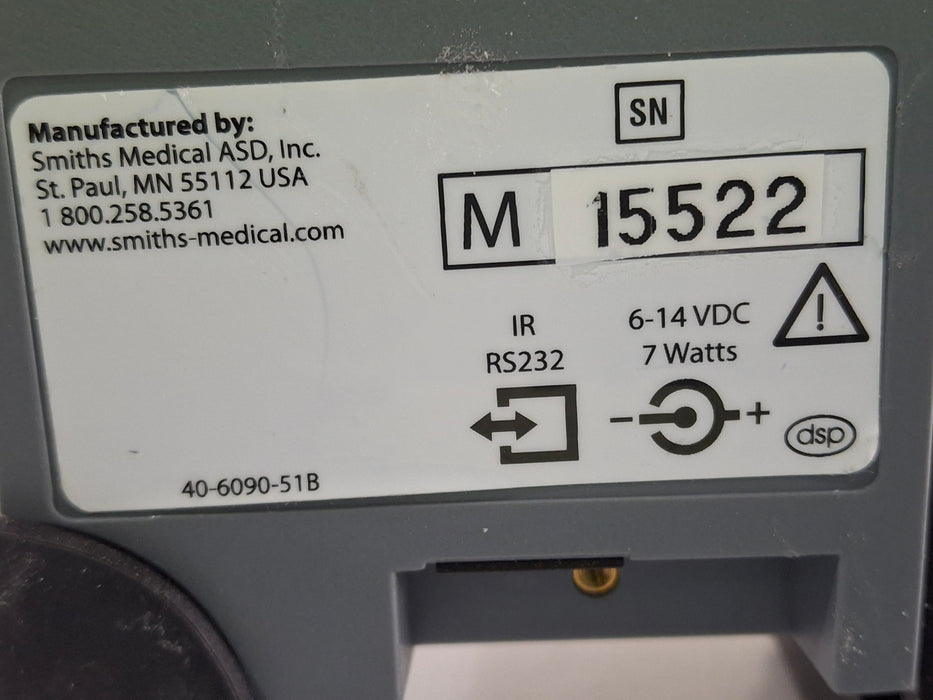 Manufactured by:
Smiths Medical ASD, Inc.
St. Paul, MN 55112 USA
1 800.258.5361
www.smiths-medical.com
SN
M 15522
IR
RS232
6-14 VDC
7 Watts
!
- +
dsp
40-6090-51B